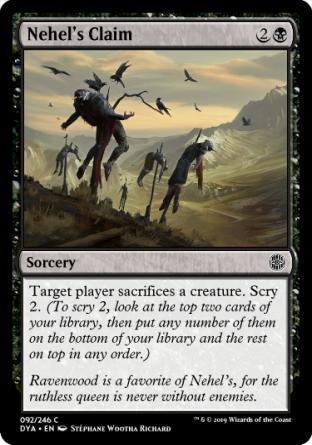 Nehel's Claim 2
Sorcery
Target player sacrifices a creature. Scry
2. (To scry 2, look at the top two cards of
your library, then put any number of them
on the bottom of your library and the rest
on top in any order.)
Ravenwood is a favorite of Nehel's, for the
ruthless queen is never without enemies.
092/246 C
DYA • EN Stéphane Wootha Richard
™ & © 2019 Wizards of the Coast